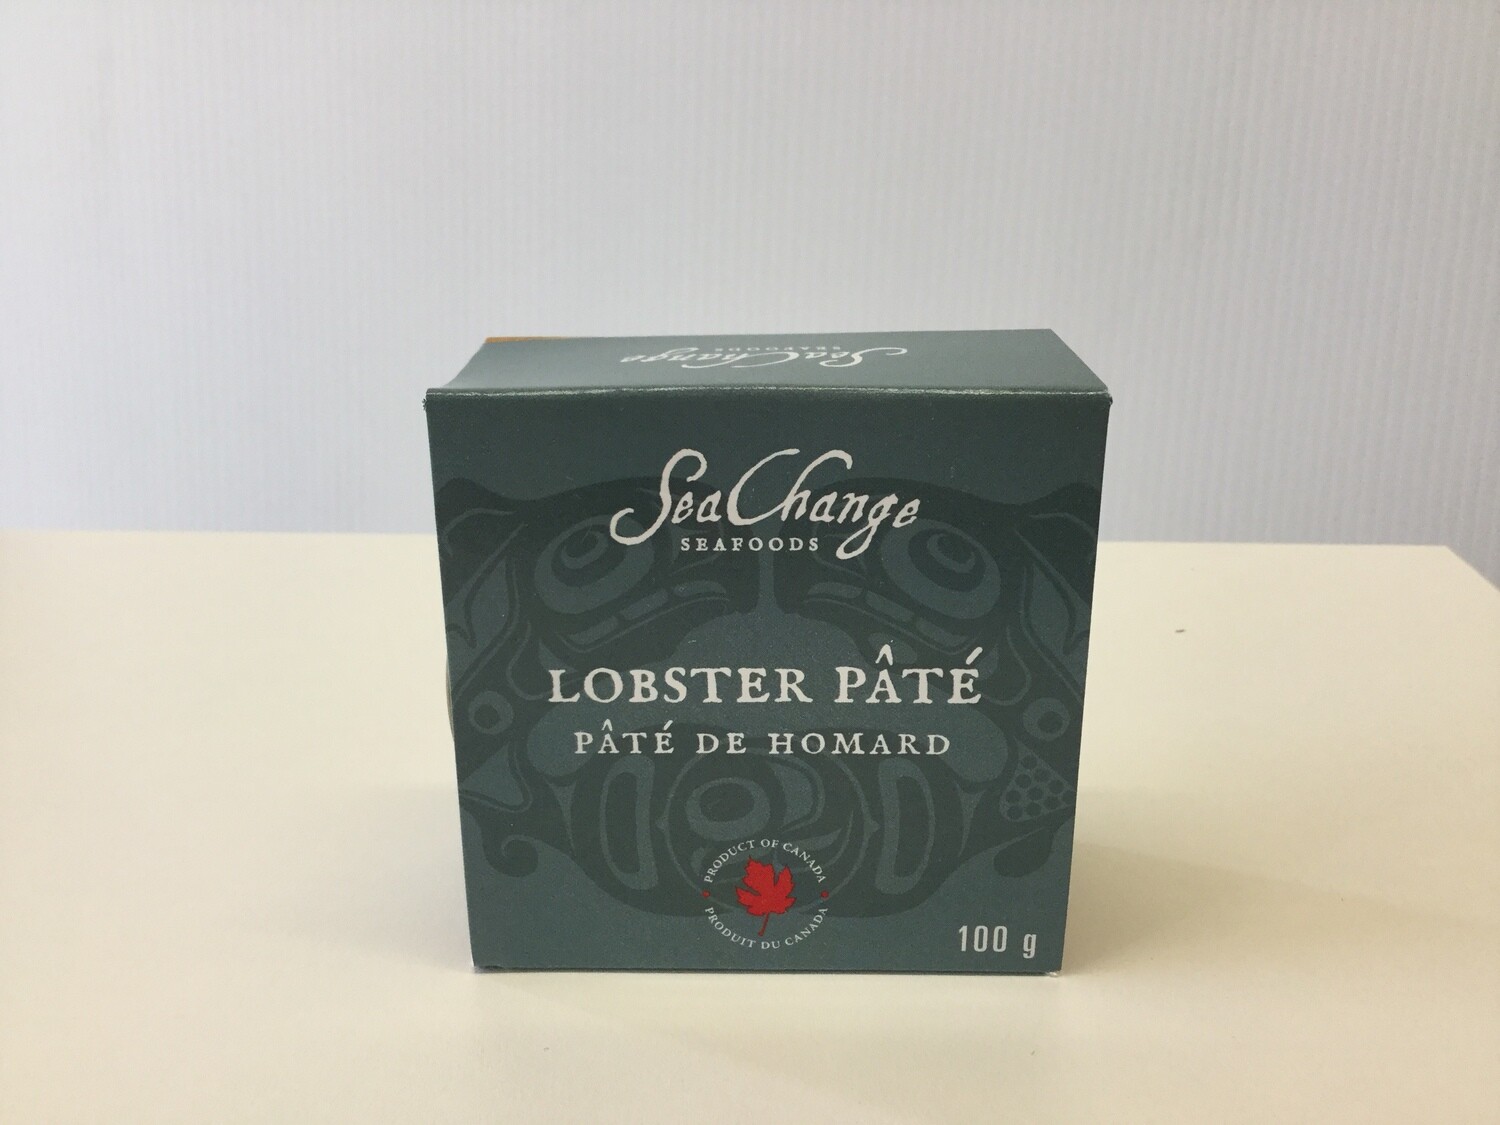 SeaChange
SEAFOODS
SeaChange
SEAFOODS
LOBSTER PÂTÉ
PÂTÉ DE HOMARD
PRODUCT OF CANADA
PRODUIT DU CANADA
100 g